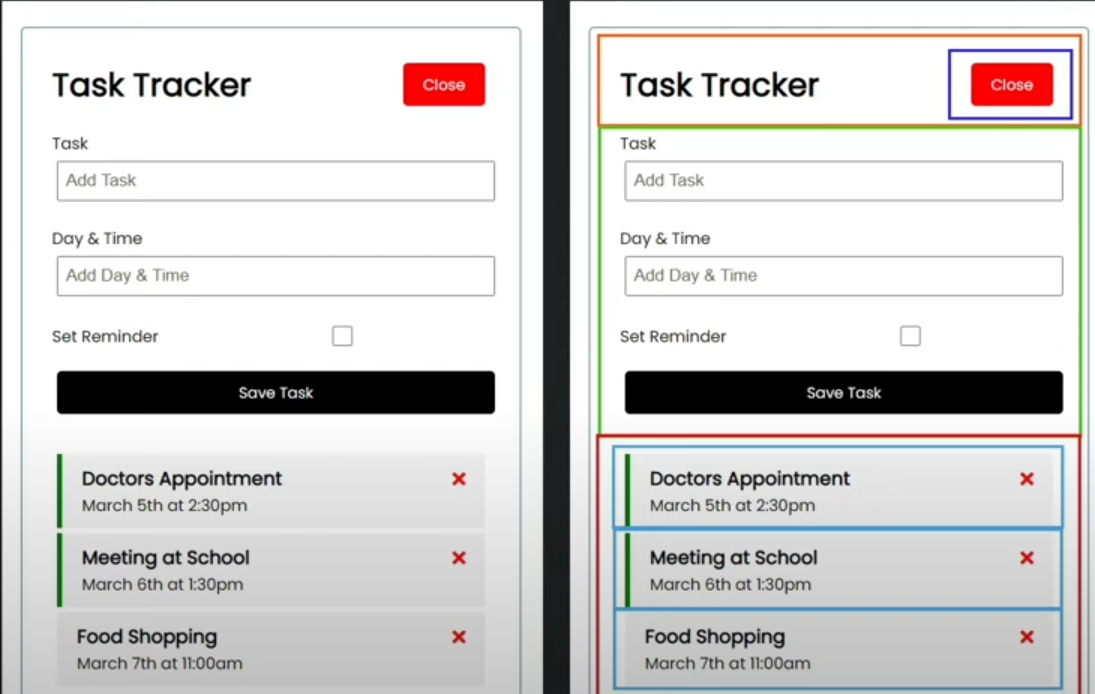 Task Tracker
Close
Task
Add Task
Day & Time
Add Day & Time
Set Reminder
Save Task
Doctors Appointment
March 5th at 2:30pm
Meeting at School
March 6th at 1:30pm
Food Shopping
March 7th at 11:00am
Task Tracker
Close
Task
Add Task
Day & Time
Add Day & Time
Set Reminder
Save Task
Doctors Appointment
March 5th at 2:30pm
Meeting at School
March 6th at 1:30pm
Food Shopping
March 7th at 11:00am